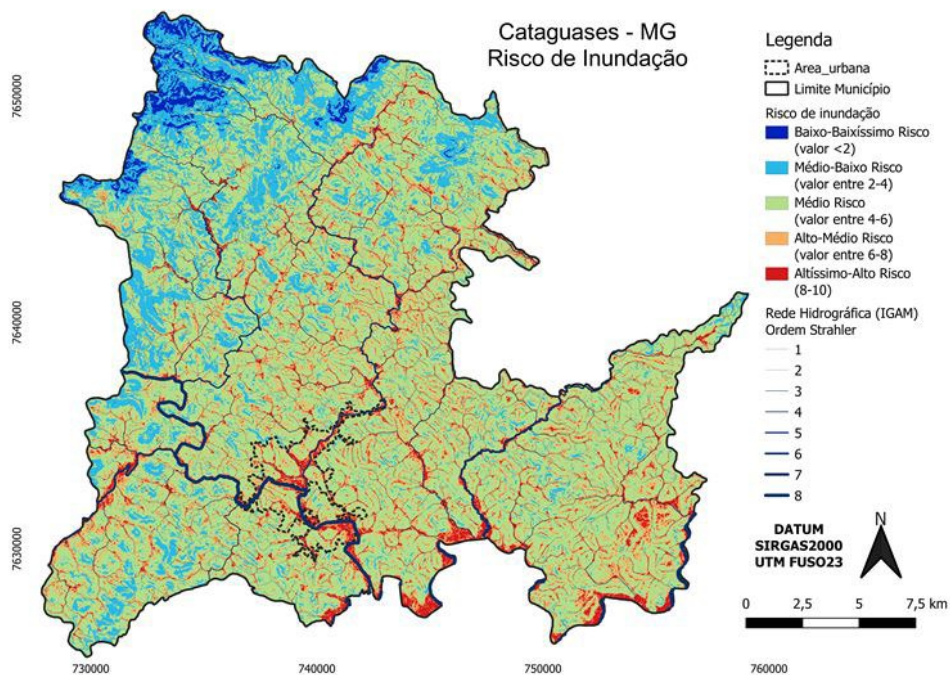 Cataguases - MG
Risco de Inundação
Legenda
Area_urbana
Limite Município
Risco de inundação
Baixo-Baixíssimo Risco
(valor <2)
Médio-Baixo Risco
(valor entre 2-4)
Médio Risco
(valor entre 4-6)
Alto-Médio Risco
(valor entre 6-8)
Altíssimo-Alto Risco
(8-10)
Rede Hidrográfica (IGAM)
Ordem Strahler
1
2
3
4
5
6
7
8
DATUM
SIRGAS2000
UTM FUSO23
N
0 2,5 5 7,5 km
7650000
7640000
7630000
730000 740000 750000 760000